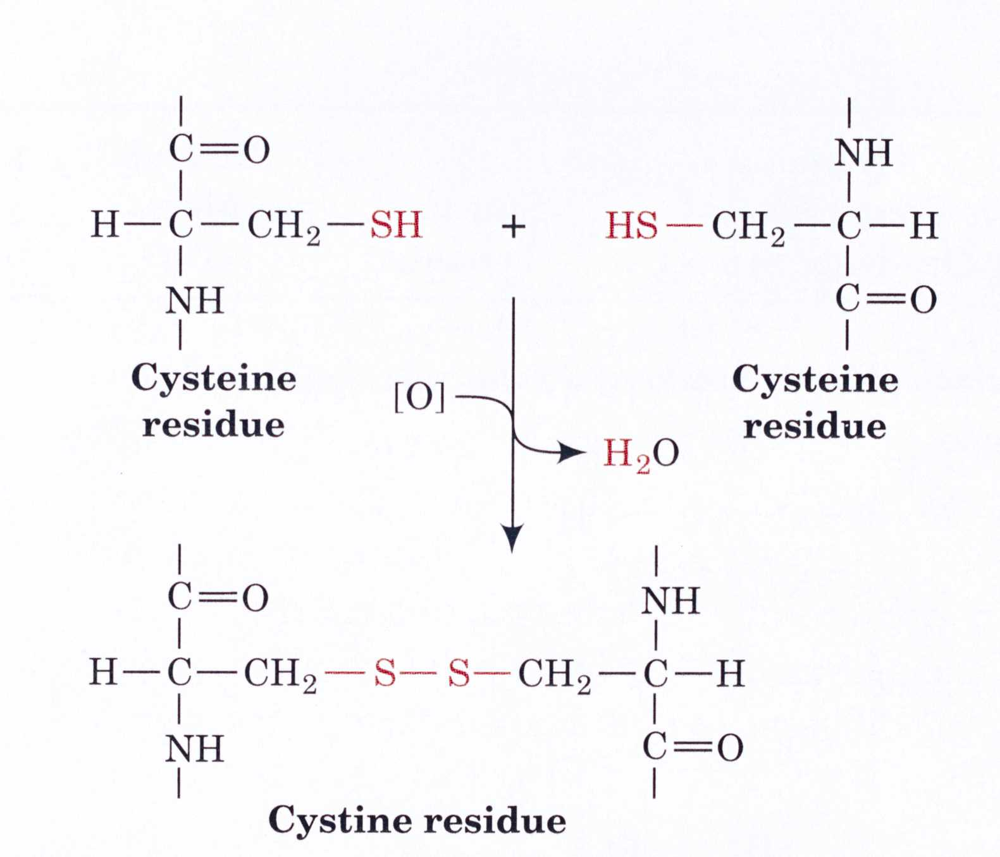 C=O NH
H—C—CH₂—SH + HS—CH₂—C—H
NH C=O
Cysteine Cysteine
residue residue
[O]
H₂O
C=O NH
H—C—CH₂—S—S—CH₂—C—H
NH C=O
Cystine residue